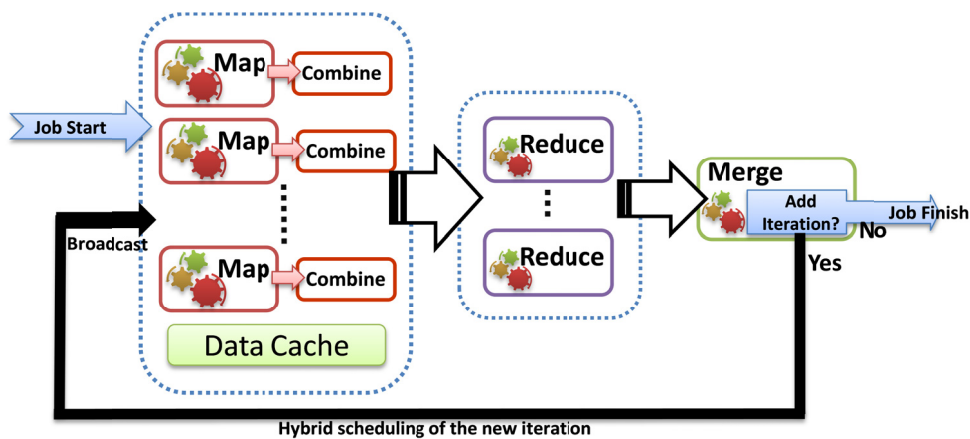 Map
Combine
Job Start
Map
Combine
Reduce
Merge
Add
Iteration?
Job Finish
No
Broadcast
Yes
Map
Combine
Reduce
Data Cache
Hybrid scheduling of the new iteration